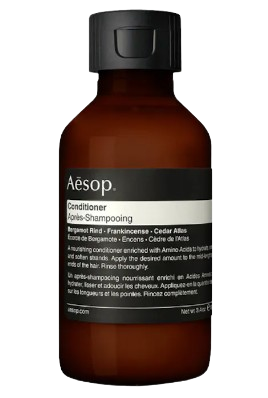 Aēsop.
Conditioner
Après-Shampooing
Bergamot Rind · Frankincense · Cedar Atlas
Écorce de Bergamote · Encens · Cèdre de l'Atlas
A nourishing conditioner enriched with Amino Acids to hydrate,
and soften strands. Apply the desired amount to the mid-lengths
ends of the hair. Rinse thoroughly.
Un après-shampooing nourrissant enrichi en Acides Aminés
hydrater, lisser et adoucir les cheveux. Appliquez-en la quantité
sur les longueurs et les pointes. Rincez complètement.
aesop.com